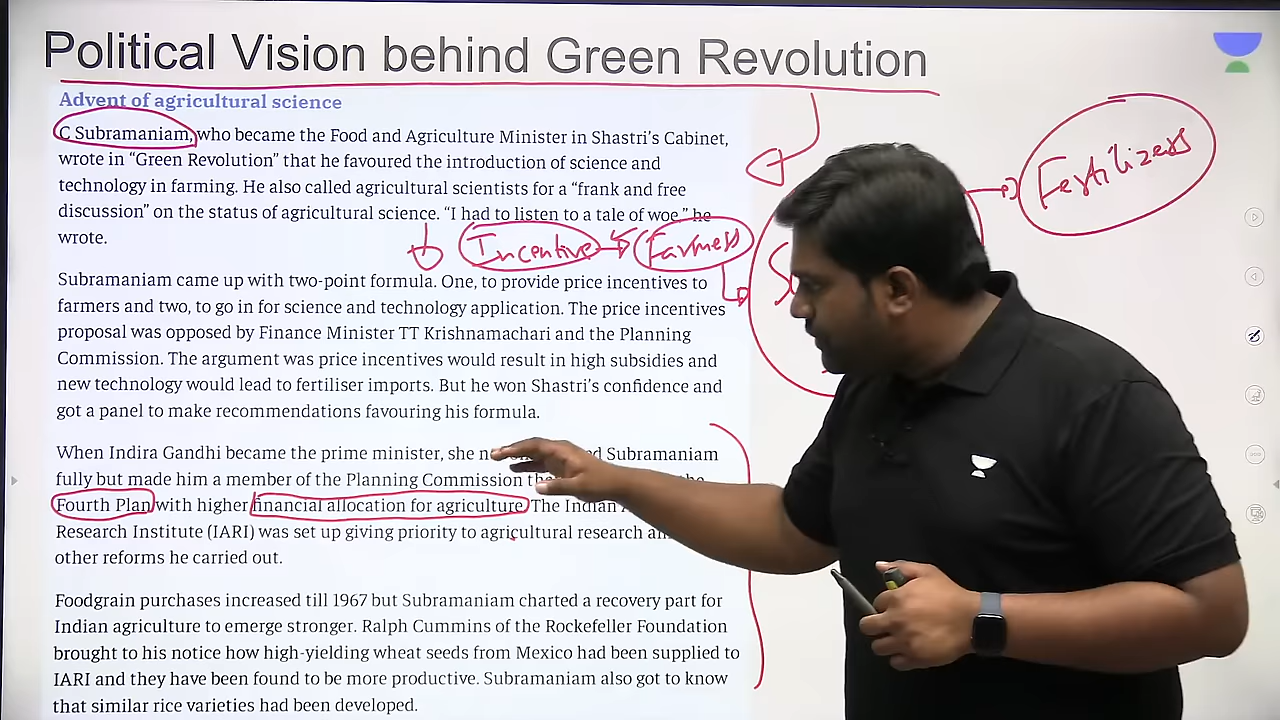 Political Vision behind Green Revolution
Advent of agricultural science
C Subramaniam, who became the Food and Agriculture Minister in Shastri's Cabinet,
wrote in “Green Revolution” that he favoured the introduction of science and
technology in farming. He also called agricultural scientists for a “frank and free
discussion” on the status of agricultural science. “I had to listen to a tale of woe,” he
wrote.
Incentive
Farmers
Fertilizers
Subramaniam came up with two-point formula. One, to provide price incentives to
farmers and two, to go in for science and technology application. The price incentives
proposal was opposed by Finance Minister TT Krishnamachari and the Planning
Commission. The argument was price incentives would result in high subsidies and
new technology would lead to fertiliser imports. But he won Shastri's confidence and
got a panel to make recommendations favouring his formula.
When Indira Gandhi became the prime minister, she Subramaniam
fully but made him a member of the Planning Commission
Fourth Plan with higher financial allocation for agriculture. The Indian
Research Institute (IARI) was set up giving priority to agricultural research
other reforms he carried out.
Foodgrain purchases increased till 1967 but Subramaniam charted a recovery part for
Indian agriculture to emerge stronger. Ralph Cummins of the Rockefeller Foundation
brought to his notice how high-yielding wheat seeds from Mexico had been supplied to
IARI and they have been found to be more productive. Subramaniam also got to know
that similar rice varieties had been developed.